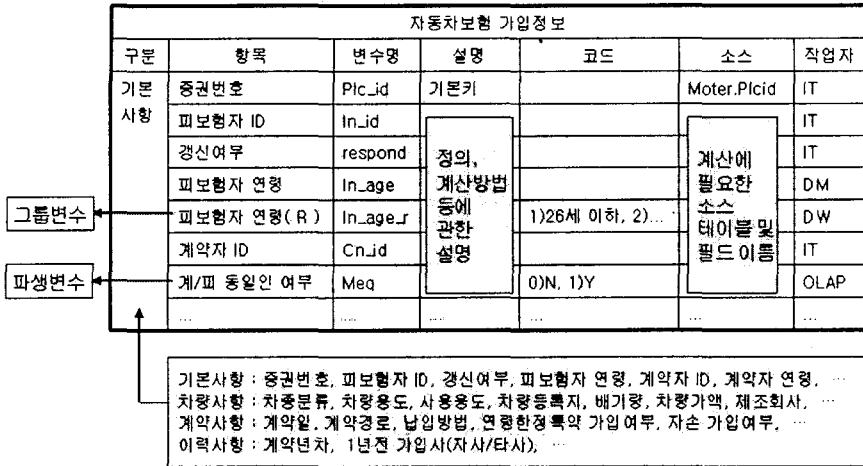 자동차보험 가입정보
구분 항목 변수명 설명 코드 소스 작업자
기본 증권번호 Plc_id 기본키 Moter.Plcid IT
사항 피보험자 ID In_id IT
갱신여부 respond IT
피보험자 연령 In_age DM
피보험자 연령(R) In_age_r 1)26세 이하, 2)... DW
계약자 ID Cn_id IT
계/피 동일인 여부 Meq 0)N, 1)Y OLAP
... ... ... ... ... ...
정의,
계산방법
등에
관한
설명
계산에
필요한
소스
테이블 및
필드 이름
그룹변수
파생변수
기본사항 : 증권번호, 피보험자 ID, 갱신여부, 피보험자 연령, 계약자 ID, 계약자 연령, ...
차량사항 : 차종분류, 차량용도, 사용용도, 차량등록지, 배기량, 차량가액, 제조회사, ...
계약사항 : 계약일, 계약경로, 납입방법, 연령한정특약 가입여부, 자손 가입여부, ...
이력사항 : 계약년차, 1년전 가입사(자사/타사), ...